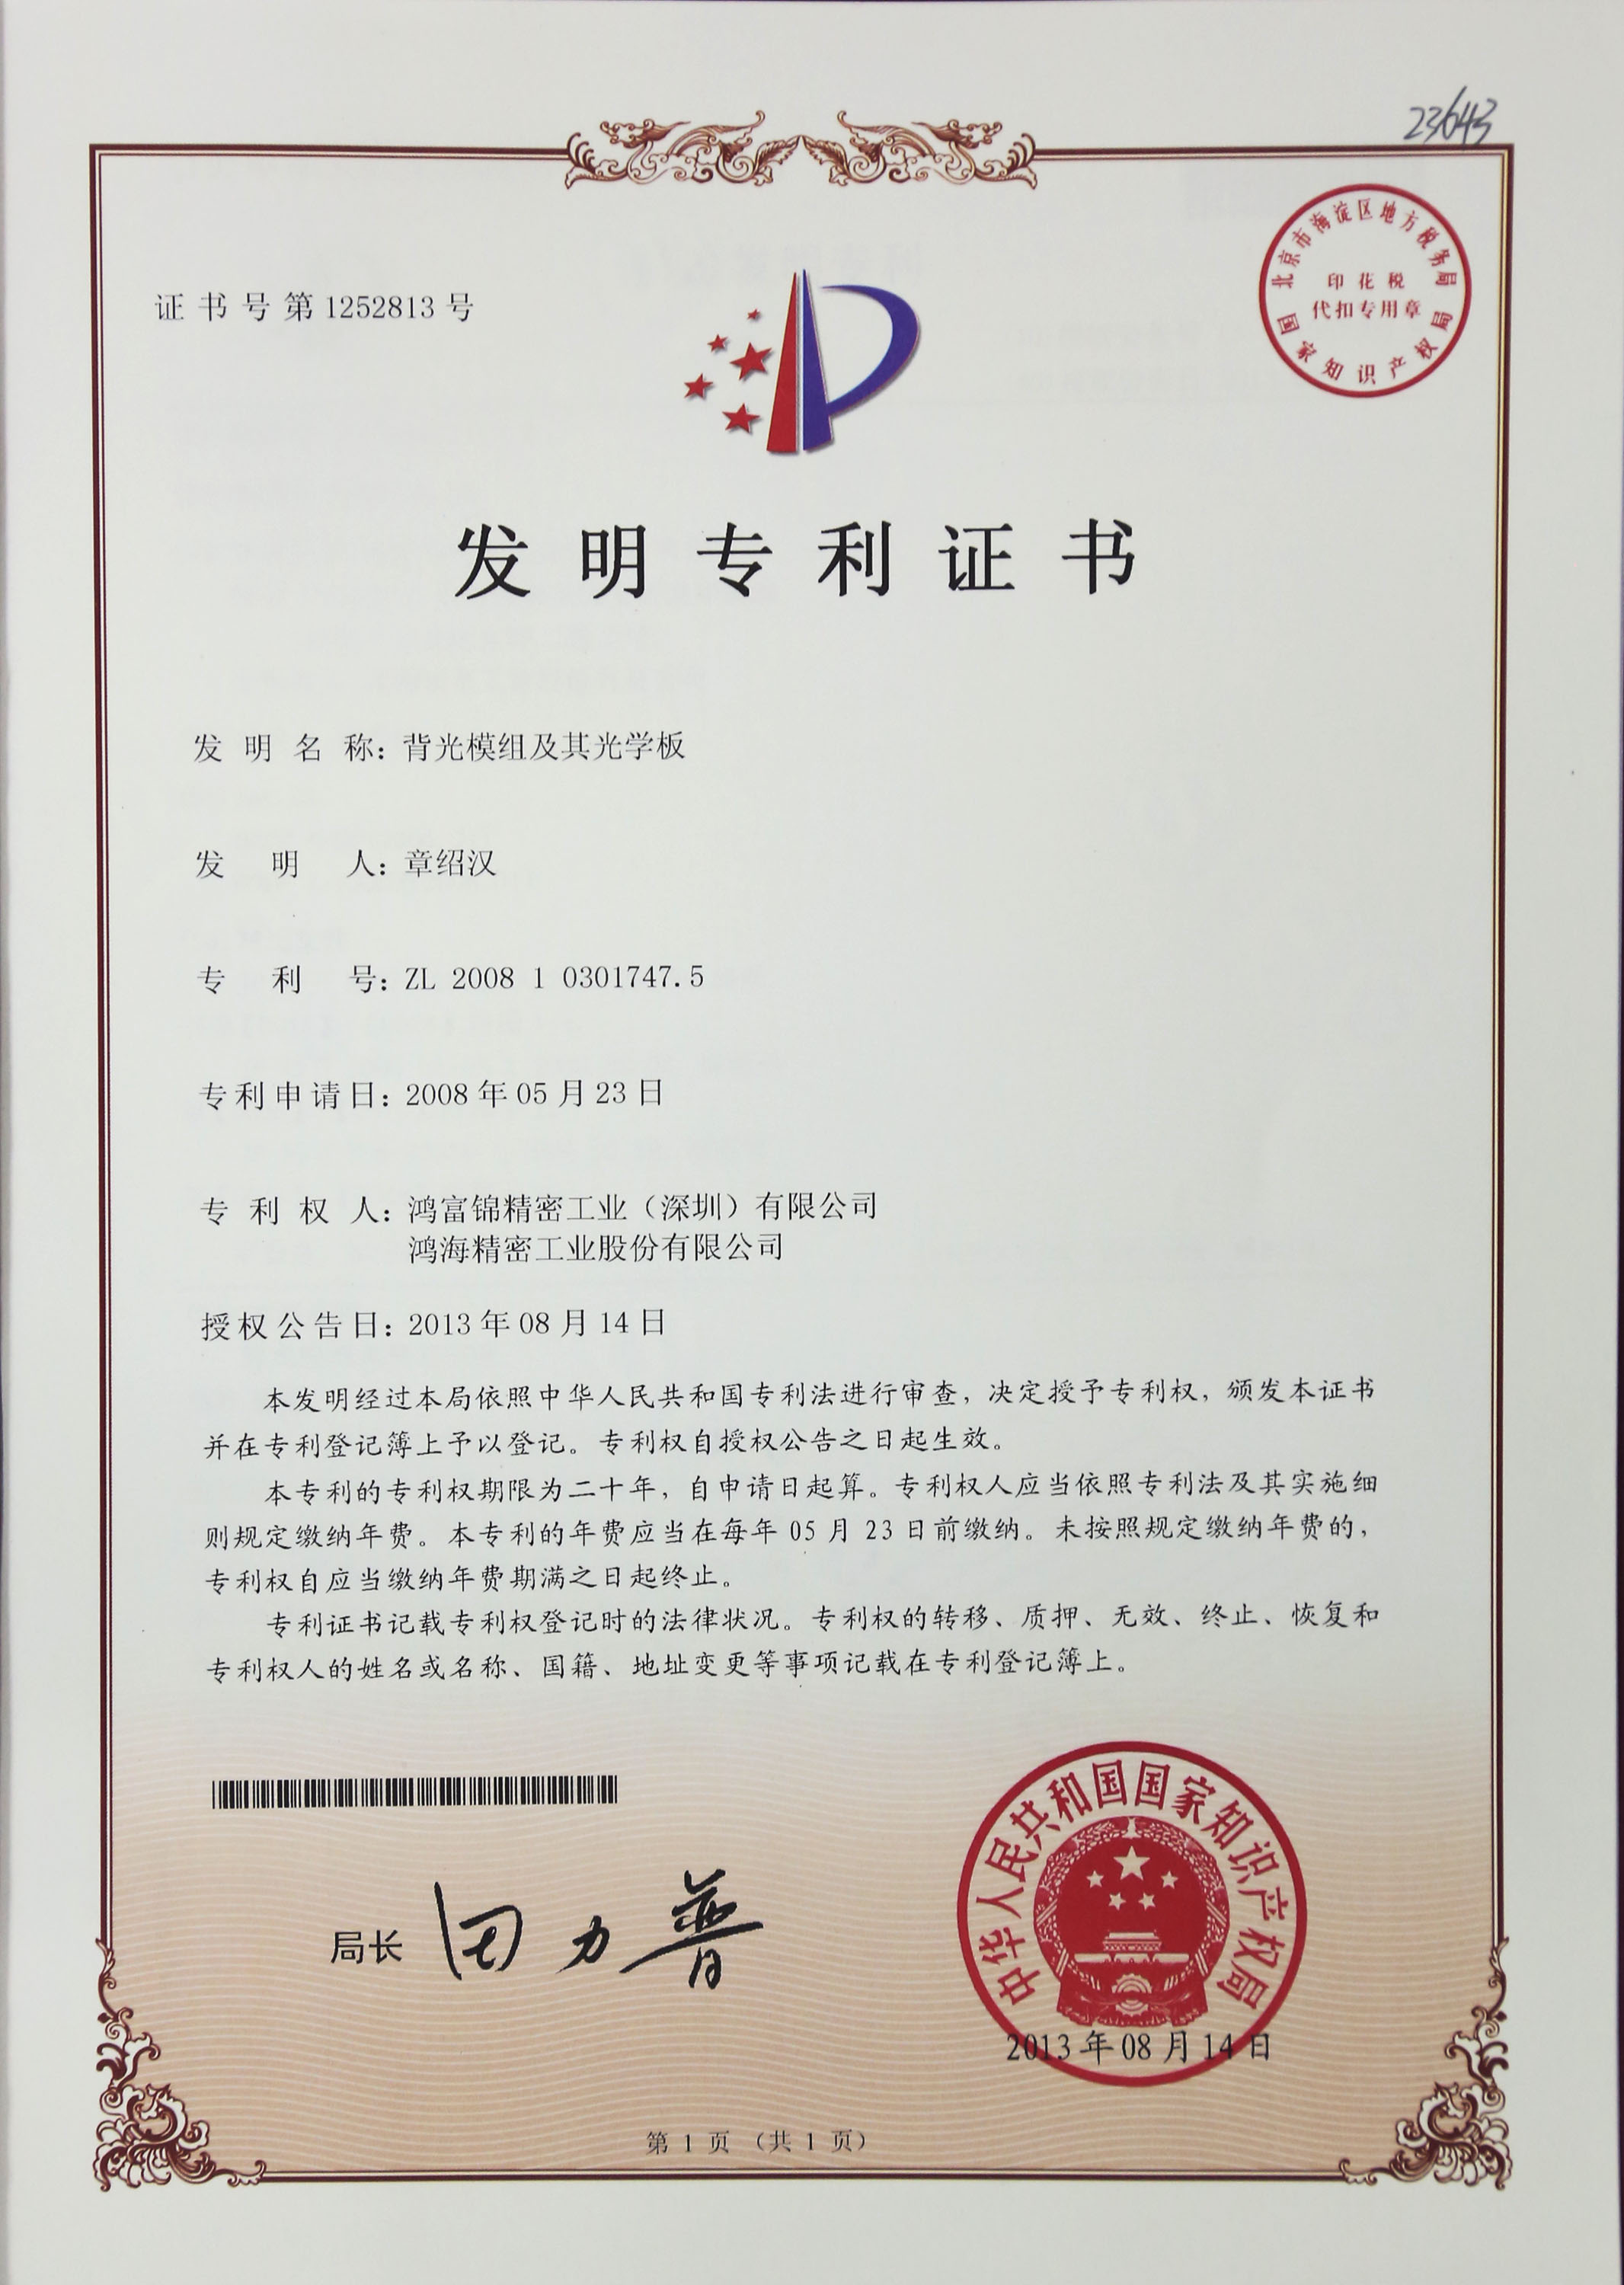 23643
北京市海淀区地方税务局
印花税
代扣专用章
国家知识产权局
证书号第1252813号
发明专利证书
发明名称：背光模组及其光学板
发明人：章绍汉
专利号：ZL 2008 1 0301747.5
专利申请日：2008年05月23日
专利权人：鸿富锦精密工业（深圳）有限公司
鸿海精密工业股份有限公司
授权公告日：2013年08月14日
本发明经过本局依照中华人民共和国专利法进行审查，决定授予专利权，颁发本证书
并在专利登记簿上予以登记。专利权自授权公告之日起生效。
本专利的专利权期限为二十年，自申请日起算。专利权人应当依照专利法及其实施细
则规定缴纳年费。本专利的年费应当在每年05月23日前缴纳。未按照规定缴纳年费的，
专利权自应当缴纳年费期满之日起终止。
专利证书记载专利权登记时的法律状况。专利权的转移、质押、无效、终止、恢复和
专利权人的姓名或名称、国籍、地址变更等事项记载在专利登记簿上。
局长 田力普
中华人民共和国国家知识产权局
2013年08月14日
第1页（共1页）